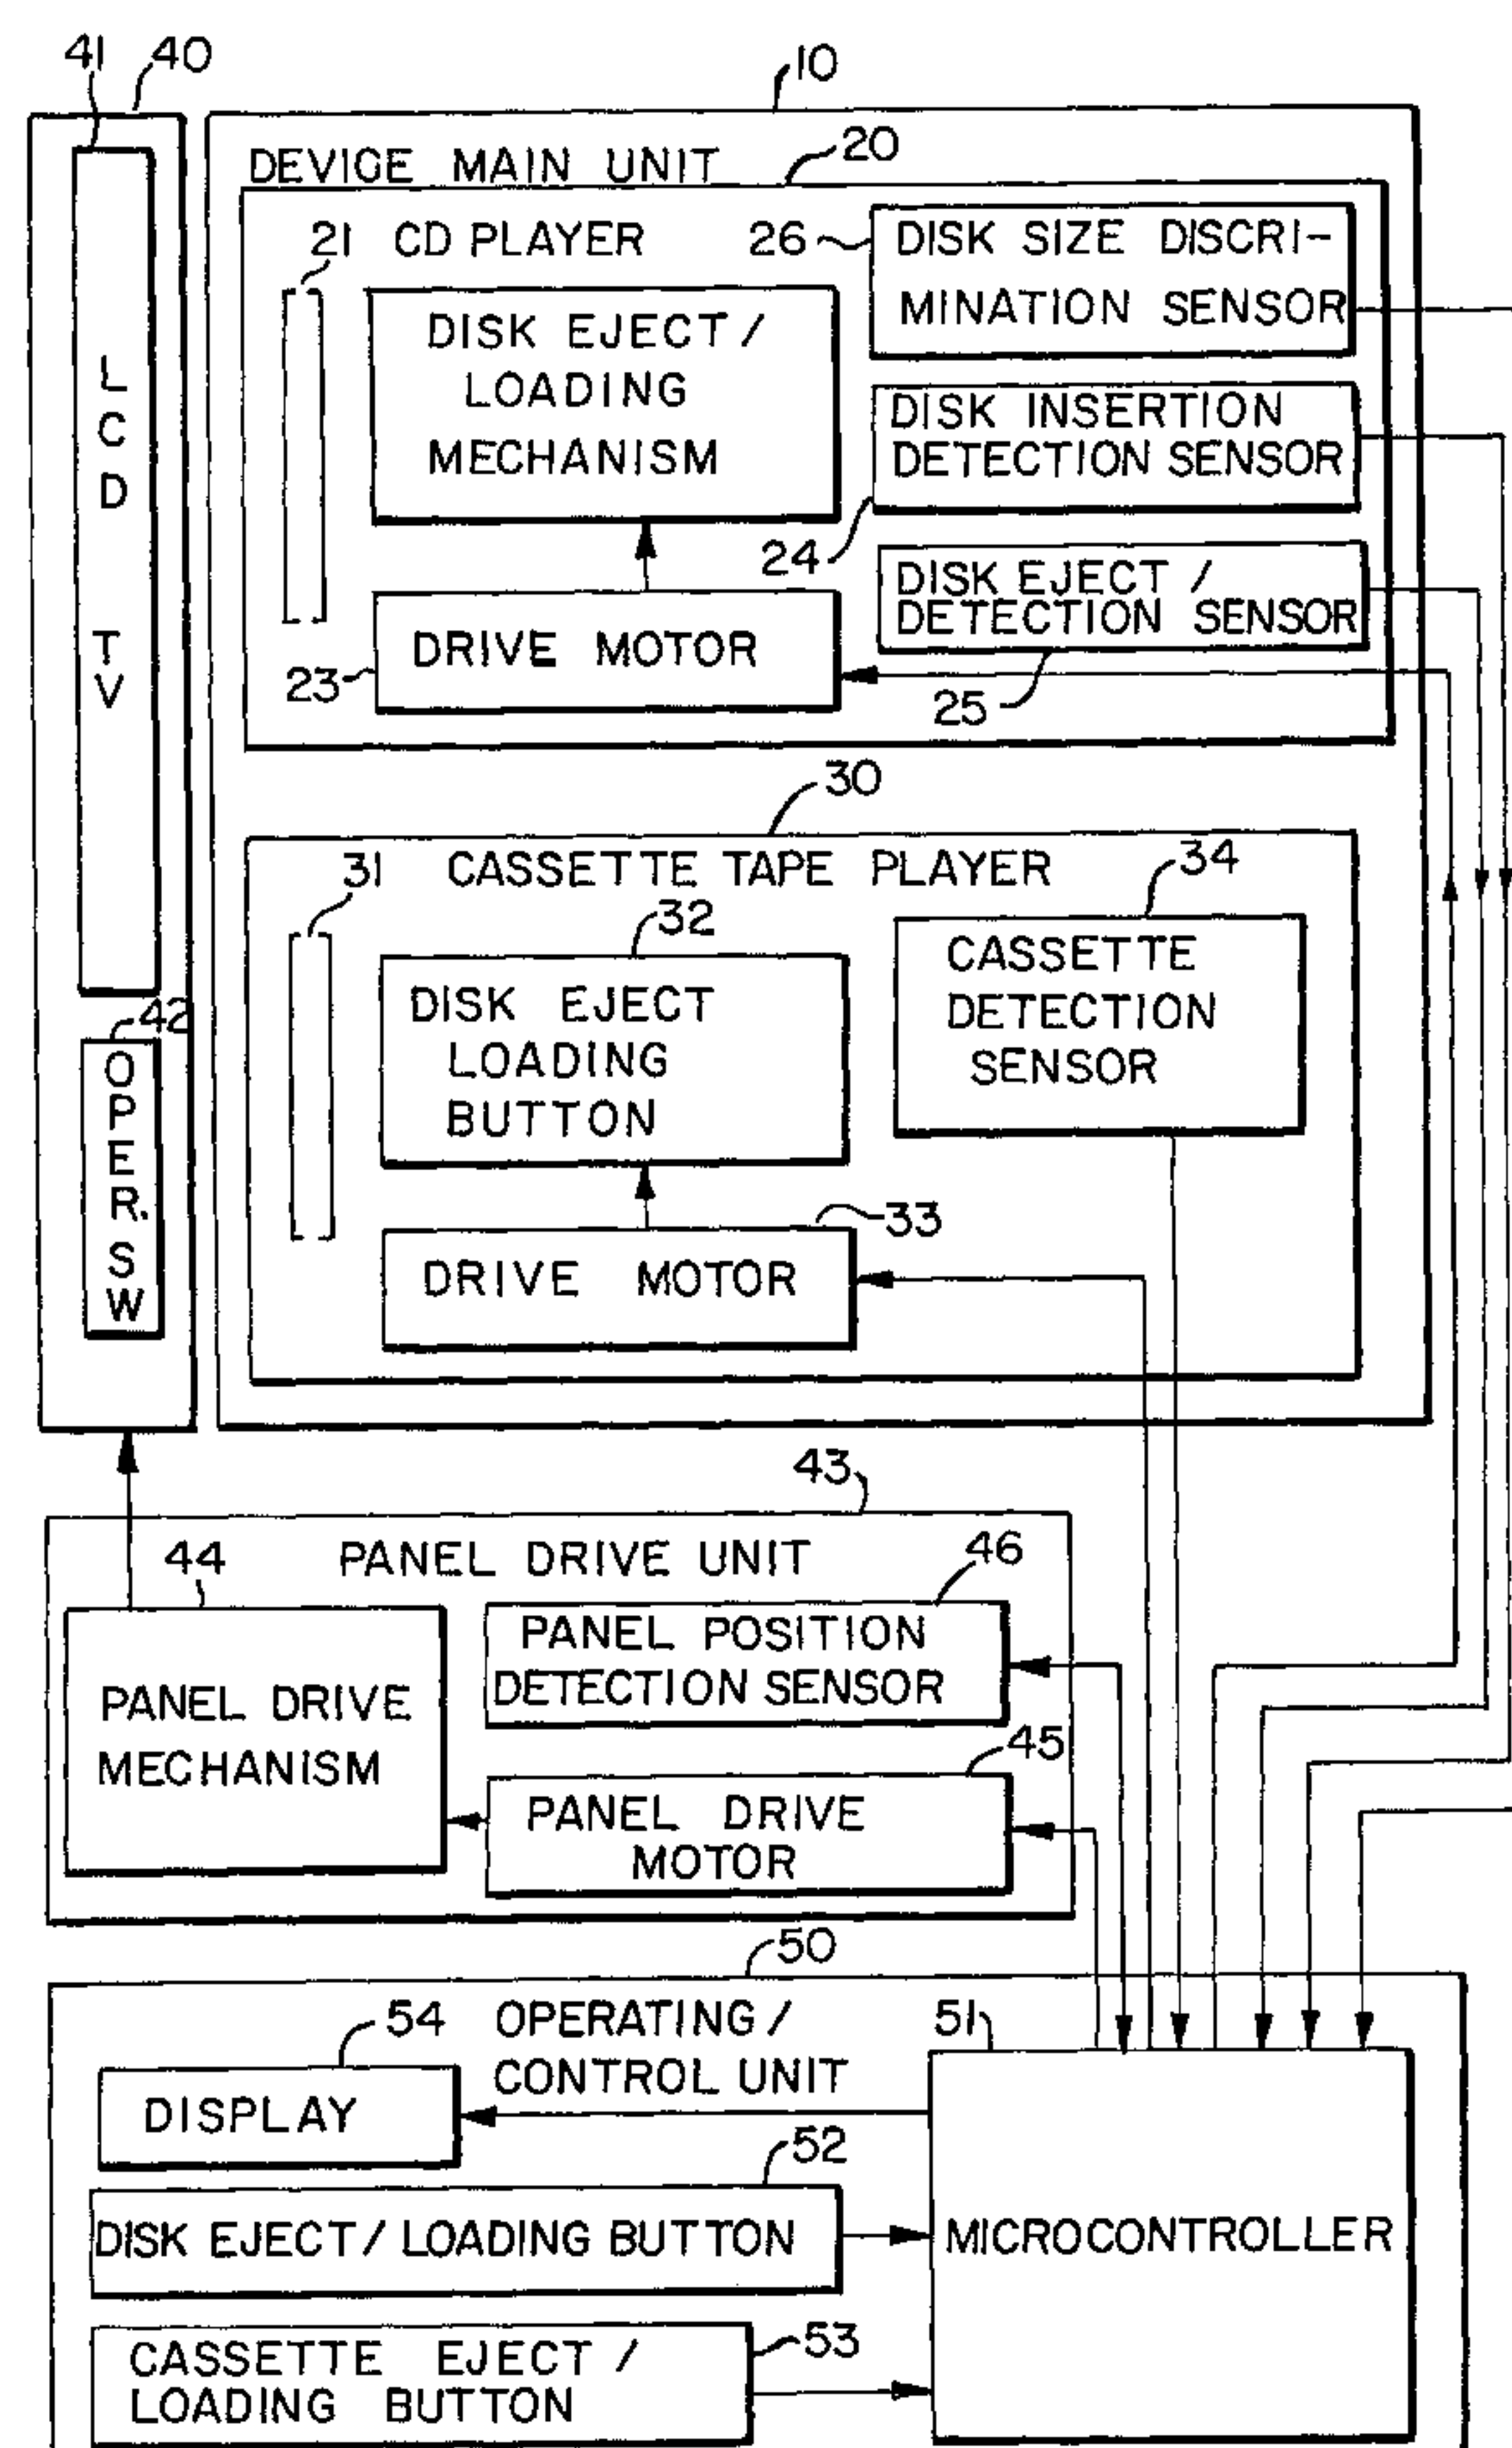 41
40
10
DEVICE MAIN UNIT
20
21
CD PLAYER
26
DISK SIZE DISCRI-
MINATION SENSOR
DISK EJECT /
LOADING
MECHANISM
DISK INSERTION
DETECTION SENSOR
24
DISK EJECT /
DETECTION SENSOR
25
DRIVE MOTOR
23
LCD TV
30
31
CASSETTE TAPE PLAYER
34
32
DISK EJECT
LOADING
BUTTON
CASSETTE
DETECTION
SENSOR
42
OPER. SW
33
DRIVE MOTOR
43
44
PANEL DRIVE UNIT
46
PANEL POSITION
DETECTION SENSOR
PANEL DRIVE
MECHANISM
45
PANEL DRIVE
MOTOR
50
54
OPERATING /
CONTROL UNIT
51
DISPLAY
52
DISK EJECT / LOADING BUTTON
MICROCONTROLLER
CASSETTE EJECT /
LOADING BUTTON
53